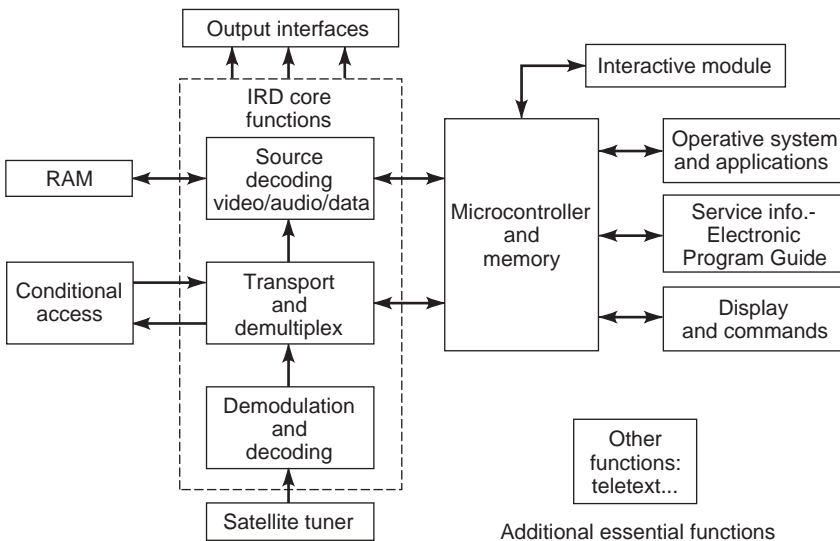 Output interfaces
IRD core
functions
Interactive module
RAM
Source
decoding
video/audio/data
Microcontroller
and
memory
Operative system
and applications
Service info.-
Electronic
Program Guide
Conditional
access
Transport
and
demultiplex
Display
and commands
Demodulation
and
decoding
Other
functions:
teletext...
Satellite tuner
Additional essential functions